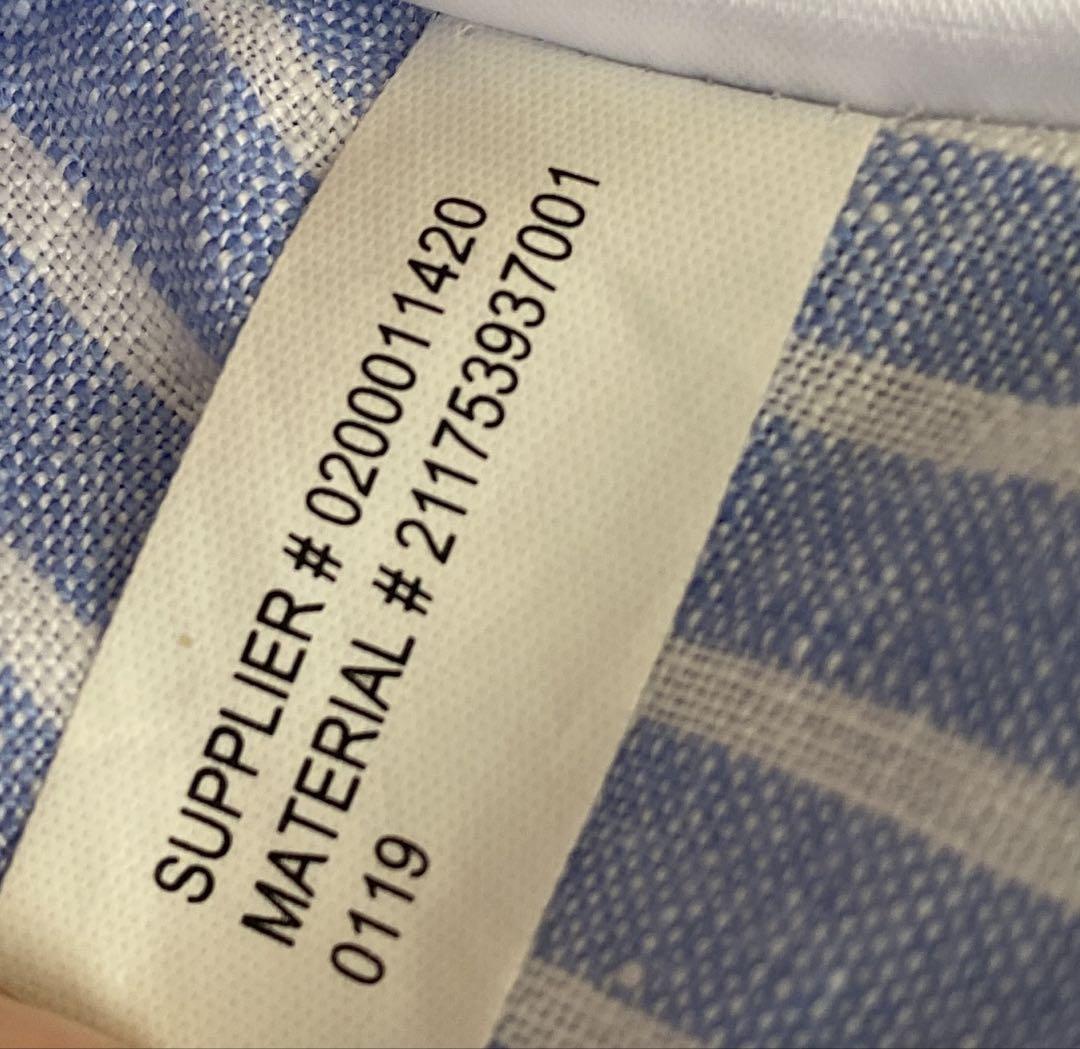 SUPPLIER # 0200011420
MATERIAL # 211753937001
0119